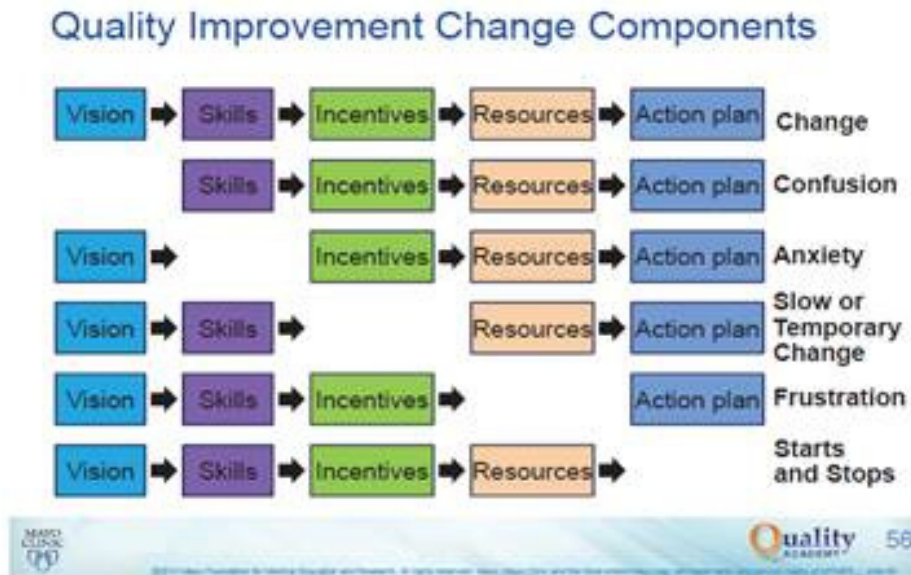 Quality Improvement Change Components
Vision Skills Incentives Resources Action plan Change
Skills Incentives Resources Action plan Confusion
Vision Incentives Resources Action plan Anxiety
Vision Skills Resources Action plan Slow or
Temporary
Change
Vision Skills Incentives Action plan Frustration
Vision Skills Incentives Resources Starts
and Stops
MAYO
CLINIC
Quality
ACADEMY
56